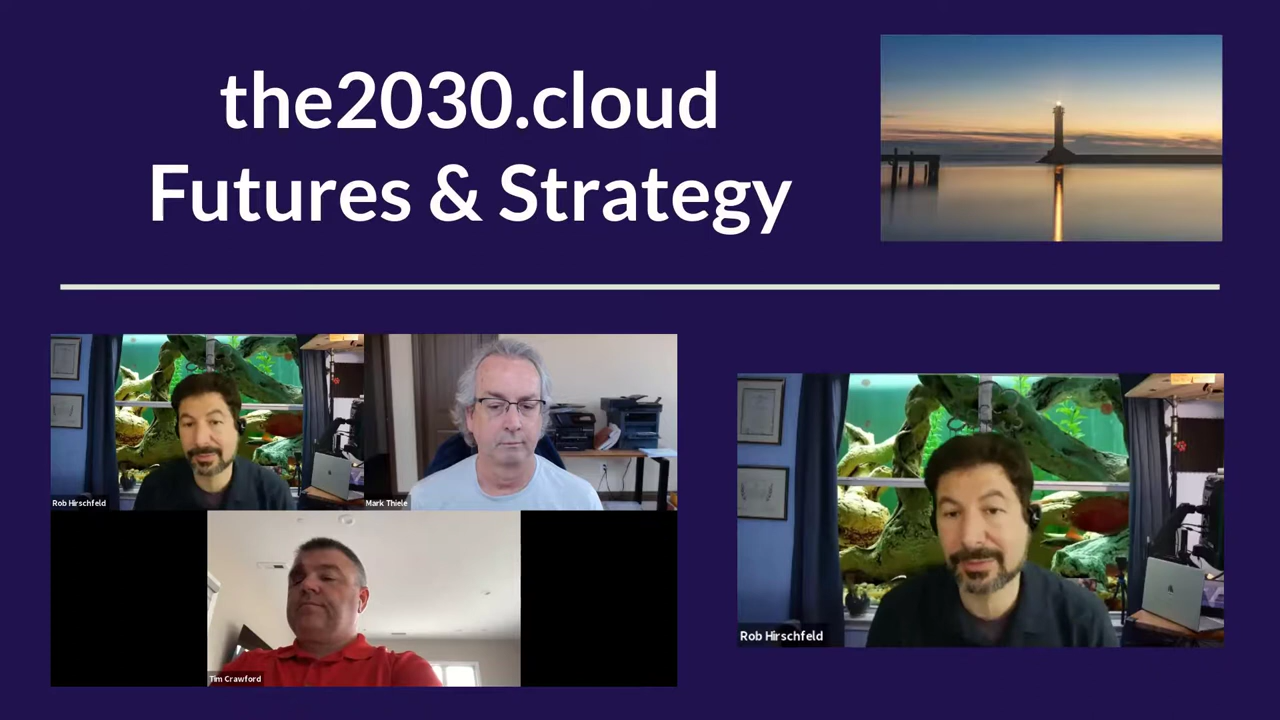 the2030.cloud
Futures & Strategy
Rob Hirschfeld
Mark Thiele
Tim Crawford
Rob Hirschfeld